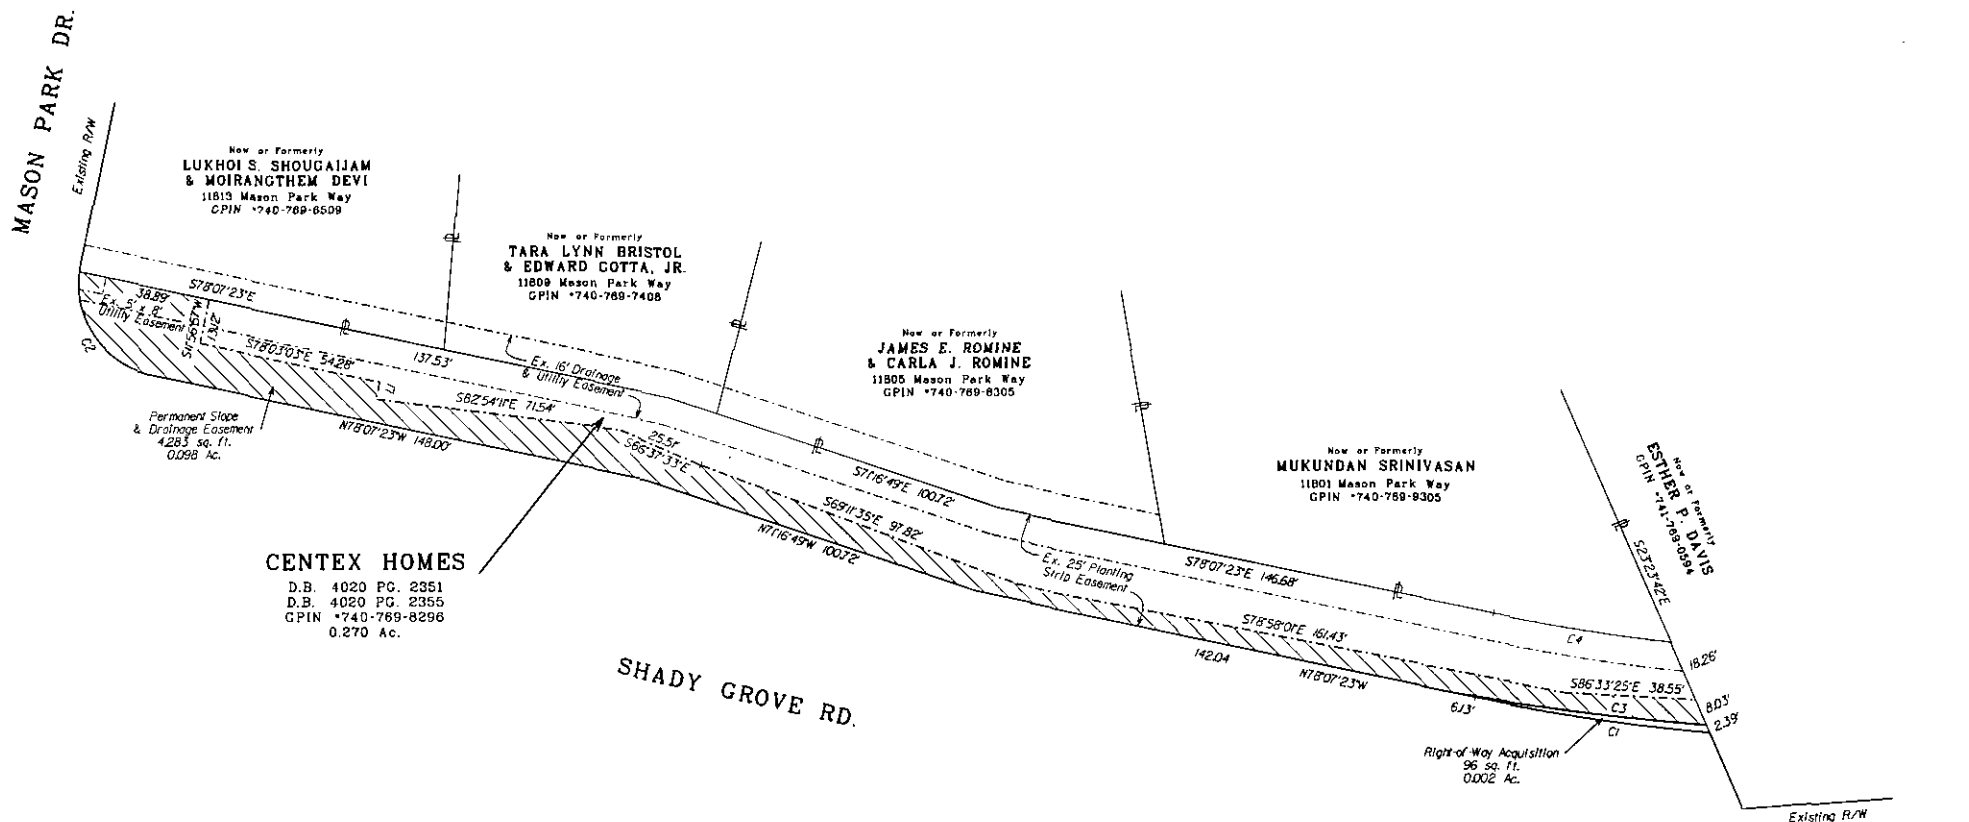 MASON PARK DR.
Existing R/W
Now or Formerly
LUKHOI S. SHOUGAIJAM
& MOIRANGTHEM DEVI
11813 Mason Park Way
GPIN *740-769-6509
Now or Formerly
TARA LYNN BRISTOL
& EDWARD COTTA, JR.
11809 Mason Park Way
GPIN *740-769-7408
Now or Formerly
JAMES E. ROMINE
& CARLA J. ROMINE
11805 Mason Park Way
GPIN *740-769-8305
Now or Formerly
MUKUNDAN SRINIVASAN
11801 Mason Park Way
GPIN *740-769-9305
Now or Formerly
ESTHER P. DAVIS
GPIN *741-769-0594
S23°23'42"E
S78°07'23"E
38.89'
Ex. 5' x 8'
Utility Easement
S11°56'57"W
13.12'
C2
S78°03'03"E 54.28'
137.53'
Ex. 16' Drainage
& Utility Easement
S82°54'11"E 71.54'
25.51'
S66°37'33"E
Permanent Slope
& Drainage Easement
4,283 sq. ft.
0.098 Ac.
N78°07'23"W 148.00'
S71°16'49"E 100.72'
S69°11'35"E 97.82'
N71°16'49"W 100.72'
CENTEX HOMES
D.B. 4020 PG. 2351
D.B. 4020 PG. 2355
GPIN *740-769-8296
0.270 Ac.
Ex. 25' Planting
Strip Easement
S78°07'23"E 146.68'
C4
S78°58'01"E 161.43'
142.04
N78°07'23"W
S86°33'25"E 38.55'
18.26'
8.03'
2.39'
C3
C1
6.13'
SHADY GROVE RD.
Right-of-Way Acquisition
96 sq. ft.
0.002 Ac.
Existing R/W